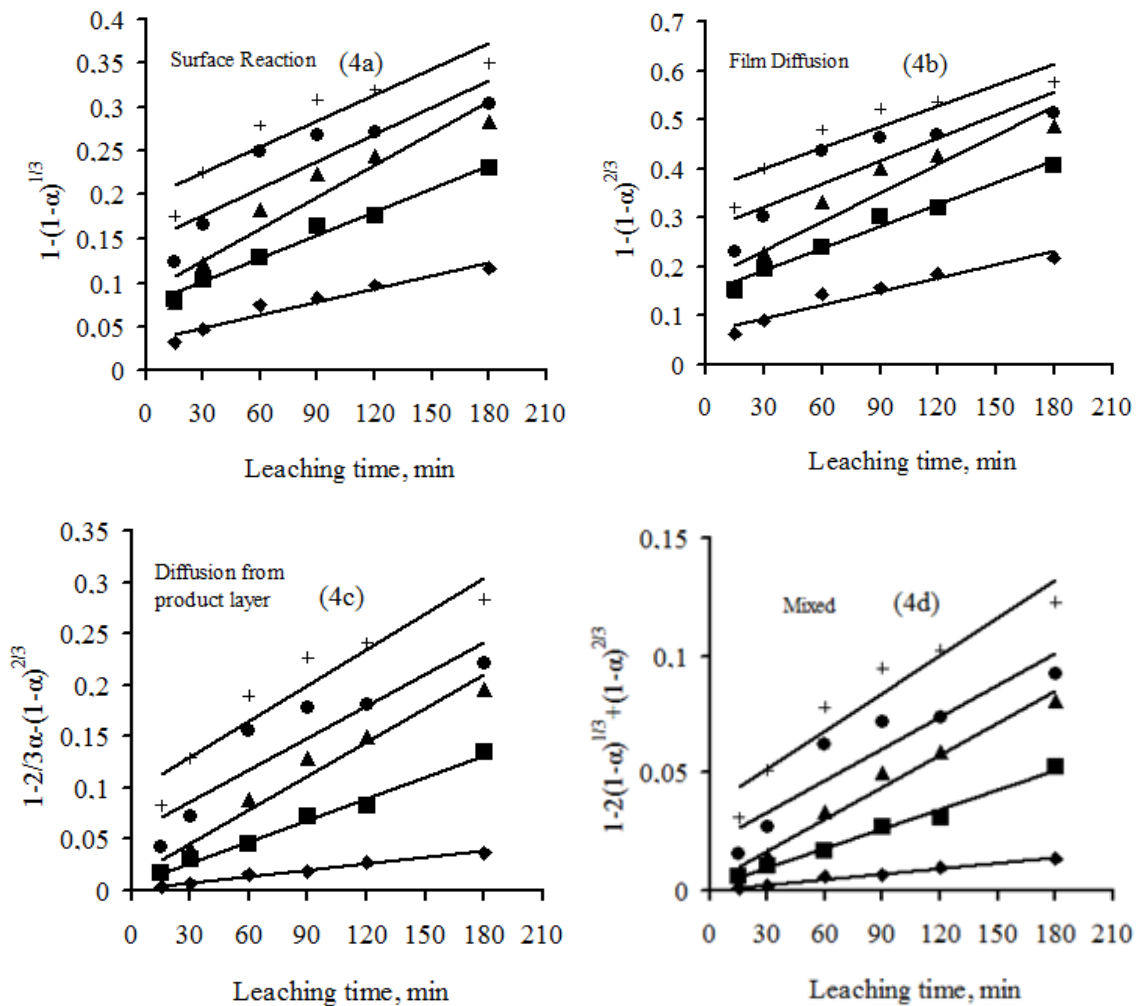 Surface Reaction (4a)
1-(1-α)^1/3
0.4
0.35
0.3
0.25
0.2
0.15
0.1
0.05
0
0 30 60 90 120 150 180 210
Leaching time, min
Film Diffusion (4b)
1-(1-α)^2/3
0.7
0.6
0.5
0.4
0.3
0.2
0.1
0
0 30 60 90 120 150 180 210
Leaching time, min
Diffusion from
product layer (4c)
1-2/3α-(1-α)^2/3
0.35
0.3
0.25
0.2
0.15
0.1
0.05
0
0 30 60 90 120 150 180 210
Leaching time, min
Mixed (4d)
1-2(1-α)^1/3+(1-α)^2/3
0.15
0.1
0.05
0
0 30 60 90 120 150 180 210
Leaching time, min